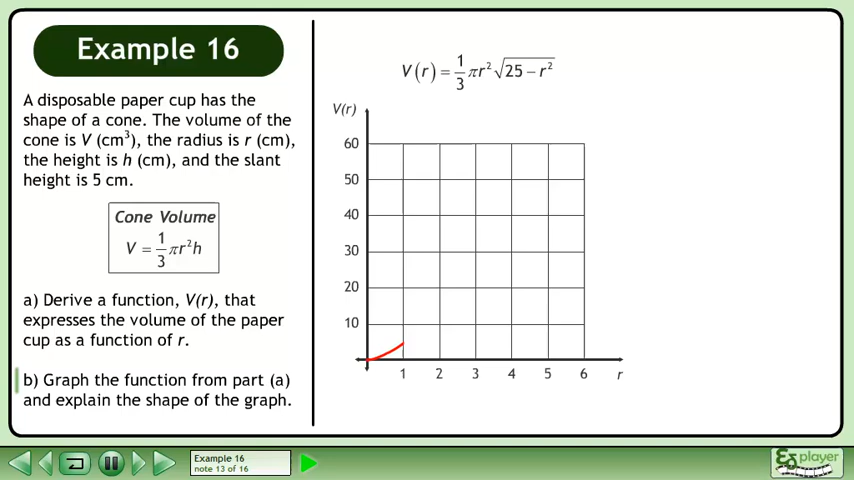 Example 16
A disposable paper cup has the
shape of a cone. The volume of the
cone is V (cm³), the radius is r (cm),
the height is h (cm), and the slant
height is 5 cm.
Cone Volume
V = 1/3 πr²h
a) Derive a function, V(r), that
expresses the volume of the paper
cup as a function of r.
b) Graph the function from part (a)
and explain the shape of the graph.
V(r) = 1/3 πr²√(25 − r²)
V(r)
60
50
40
30
20
10
1 2 3 4 5 6 r
Example 16
note 13 of 16
player